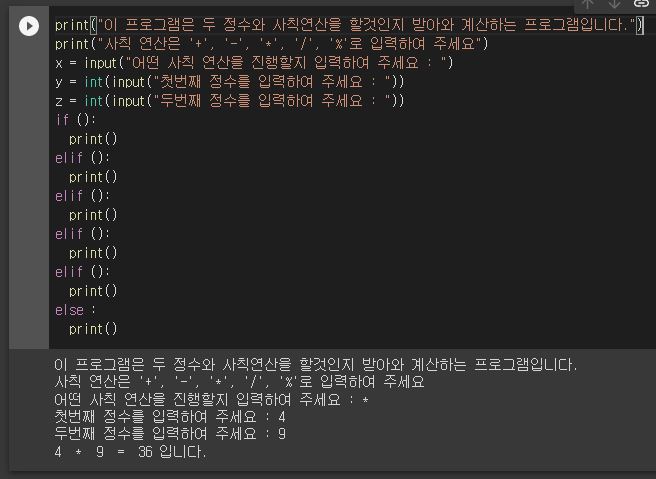 print("이 프로그램은 두 정수와 사칙연산을 할것인지 받아와 계산하는 프로그램입니다.")
print("사칙 연산은 '+', '-', '*', '/', '%'로 입력하여 주세요")
x = input("어떤 사칙 연산을 진행할지 입력하여 주세요 : ")
y = int(input("첫번째 정수를 입력하여 주세요 : "))
z = int(input("두번째 정수를 입력하여 주세요 : "))
if ():
  print()
elif ():
  print()
elif ():
  print()
elif ():
  print()
elif ():
  print()
else :
  print()
이 프로그램은 두 정수와 사칙연산을 할것인지 받아와 계산하는 프로그램입니다.
사칙 연산은 '+', '-', '*', '/', '%'로 입력하여 주세요
어떤 사칙 연산을 진행할지 입력하여 주세요 : *
첫번째 정수를 입력하여 주세요 : 4
두번째 정수를 입력하여 주세요 : 9
4 * 9 = 36 입니다.